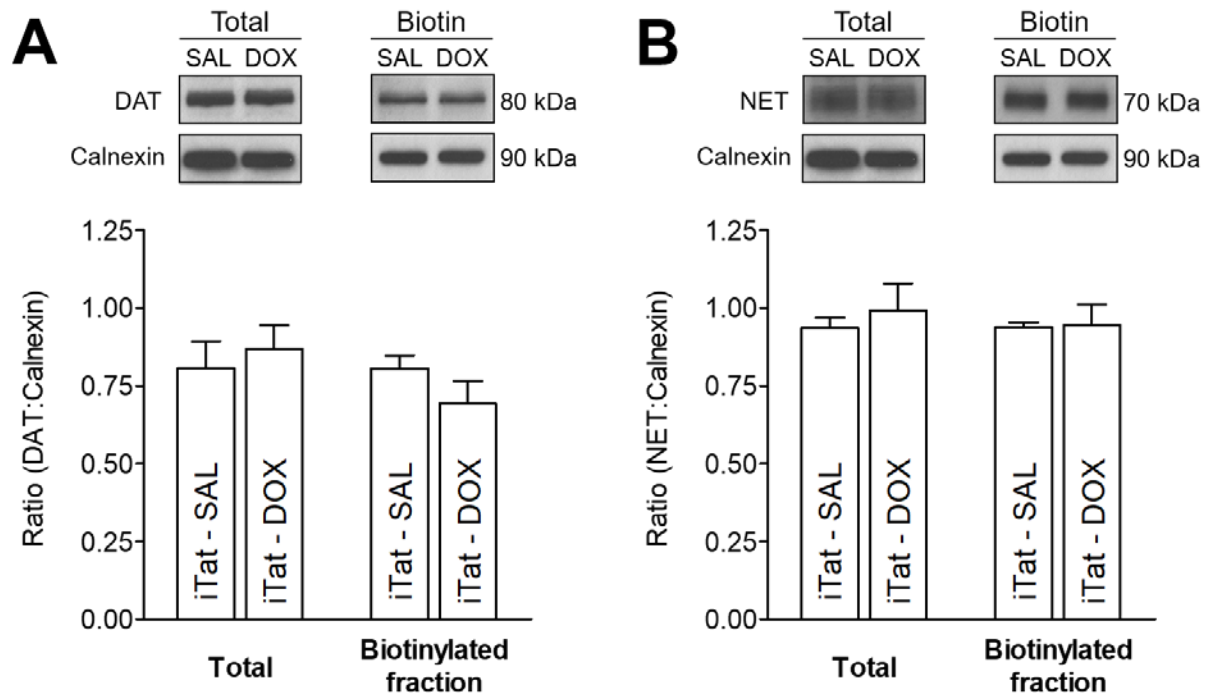 A
Total
Biotin
SAL DOX
SAL DOX
DAT
80 kDa
Calnexin
90 kDa
1.25
1.00
0.75
0.50
0.25
0.00
Ratio (DAT:Calnexin)
iTat - SAL
iTat - DOX
iTat - SAL
iTat - DOX
Total
Biotinylated
fraction
B
Total
Biotin
SAL DOX
SAL DOX
NET
70 kDa
Calnexin
90 kDa
1.25
1.00
0.75
0.50
0.25
0.00
Ratio (NET:Calnexin)
iTat - SAL
iTat - DOX
iTat - SAL
iTat - DOX
Total
Biotinylated
fraction